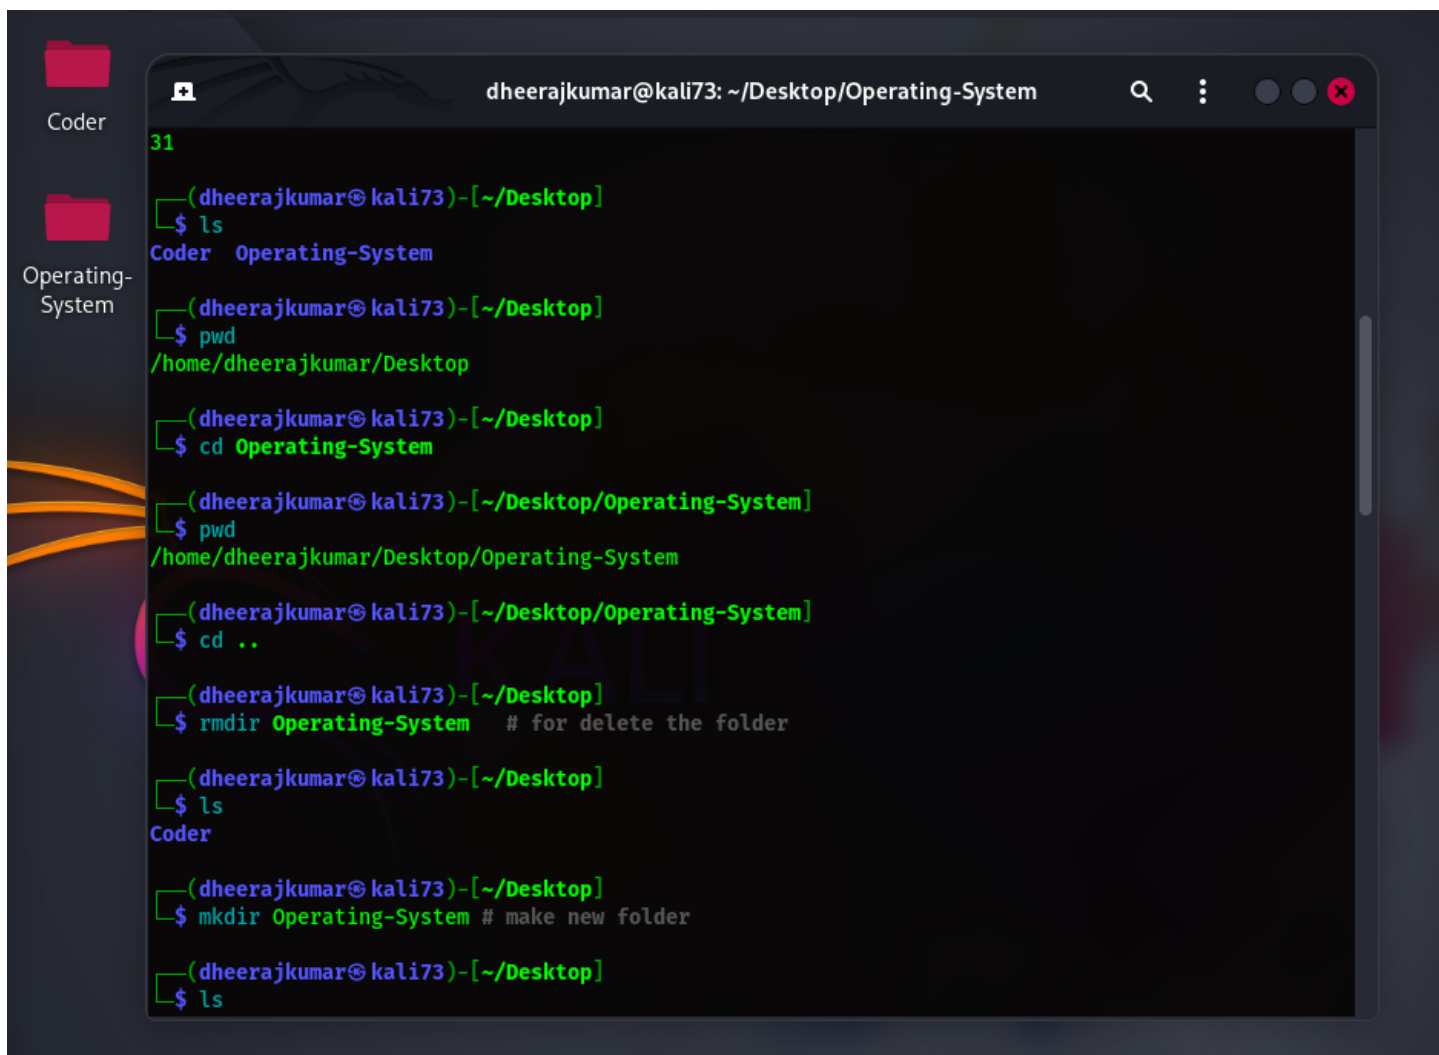 Coder
Operating-
System
dheerajkumar@kali73: ~/Desktop/Operating-System
31
┌──(dheerajkumar㉿kali73)-[~/Desktop]
└─$ ls
Coder  Operating-System
┌──(dheerajkumar㉿kali73)-[~/Desktop]
└─$ pwd
/home/dheerajkumar/Desktop
┌──(dheerajkumar㉿kali73)-[~/Desktop]
└─$ cd Operating-System
┌──(dheerajkumar㉿kali73)-[~/Desktop/Operating-System]
└─$ pwd
/home/dheerajkumar/Desktop/Operating-System
┌──(dheerajkumar㉿kali73)-[~/Desktop/Operating-System]
└─$ cd ..
┌──(dheerajkumar㉿kali73)-[~/Desktop]
└─$ rmdir Operating-System   # for delete the folder
┌──(dheerajkumar㉿kali73)-[~/Desktop]
└─$ ls
Coder
┌──(dheerajkumar㉿kali73)-[~/Desktop]
└─$ mkdir Operating-System # make new folder
┌──(dheerajkumar㉿kali73)-[~/Desktop]
└─$ ls
KALI